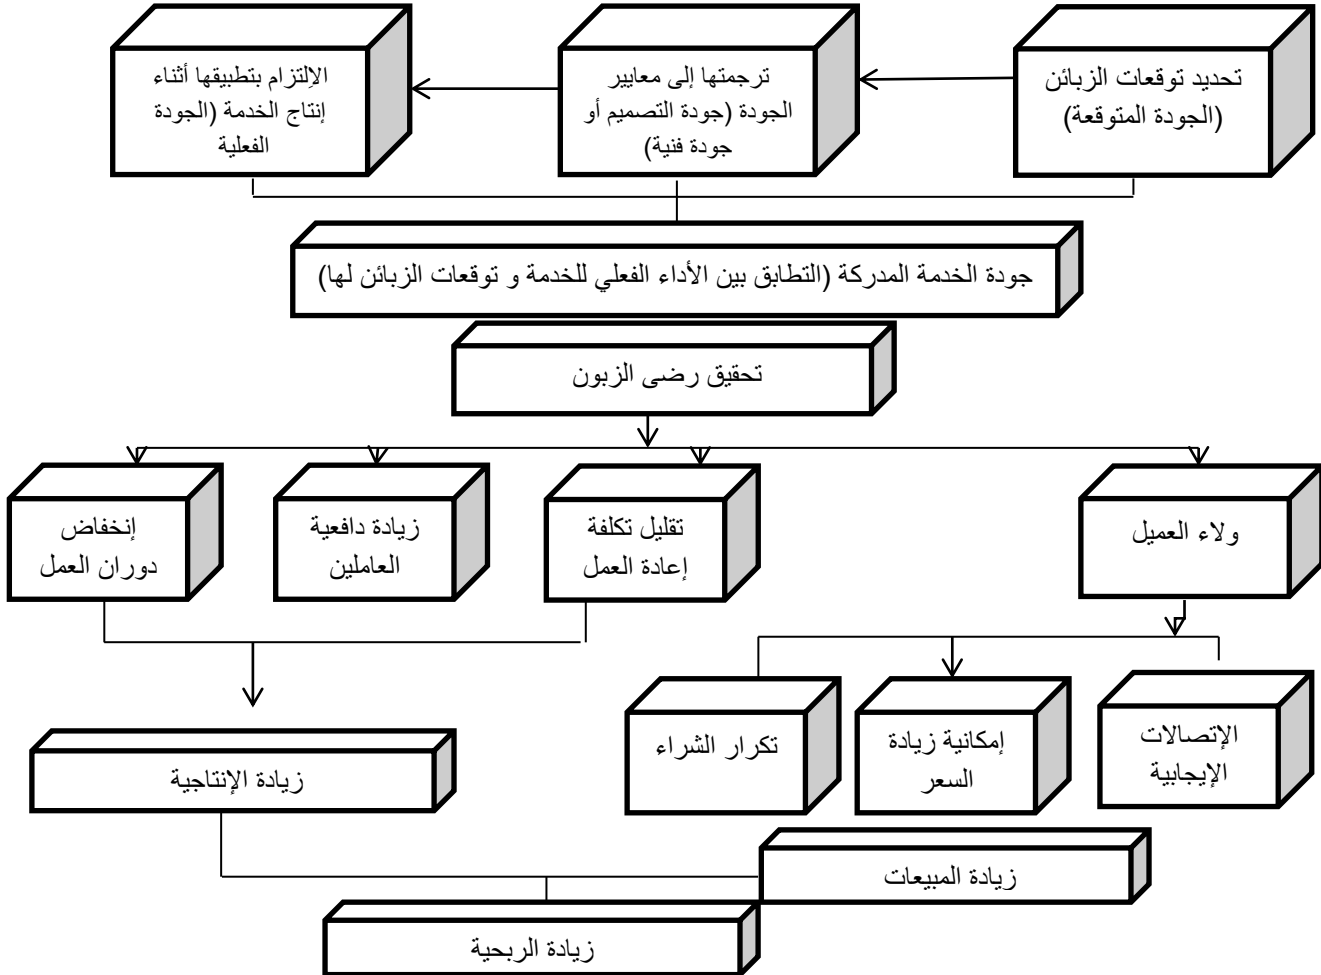 تحديد توقعات الزبائن
(الجودة المتوقعة)
ترجمتها إلى معايير
الجودة (جودة التصميم أو
جودة فنية)
الإلتزام بتطبيقها أثناء
إنتاج الخدمة (الجودة
الفعلية
جودة الخدمة المدركة (التطابق بين الأداء الفعلي للخدمة و توقعات الزبائن لها)
تحقيق رضى الزبون
ولاء العميل
تقليل تكلفة
إعادة العمل
زيادة دافعية
العاملين
إنخفاض
دوران العمل
الإتصالات
الإيجابية
إمكانية زيادة
السعر
تكرار الشراء
زيادة الإنتاجية
زيادة المبيعات
زيادة الربحية